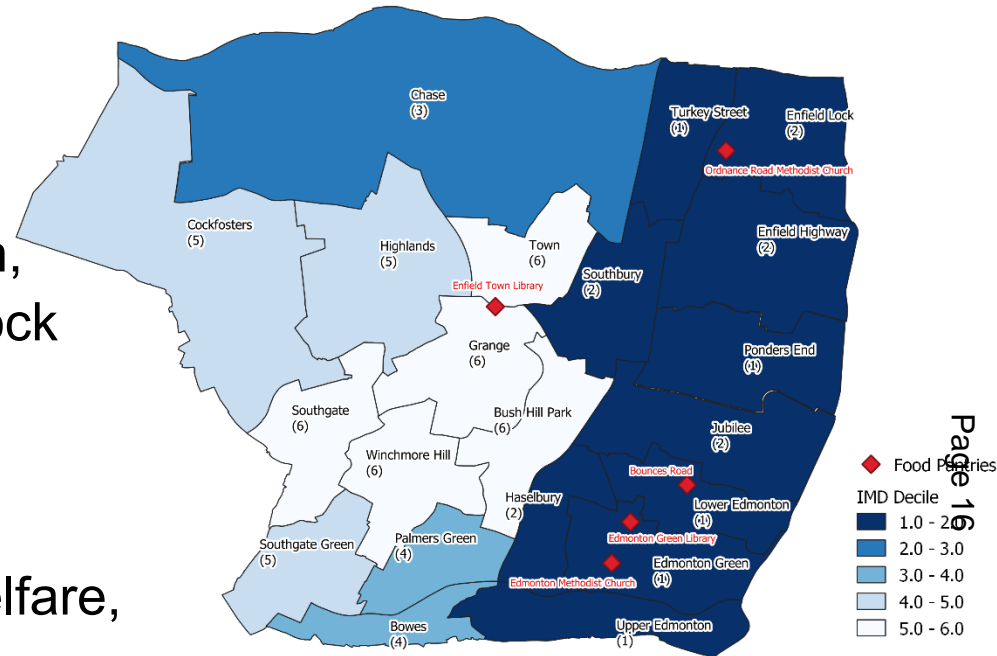 Chase
(3)
Turkey Street
(1)
Enfield Lock
(2)
Ordnance Road Methodist Church
Cockfosters
(5)
Highlands
(5)
Town
(6)
Enfield Highway
(2)
,
Southbury
(2)
Enfield Town Library
ock
Grange
(6)
Ponders End
(1)
Southgate
(6)
Bush Hill Park
(6)
Jubilee
(2)
Winchmore Hill
(6)
Bounces Road
Haselbury
(2)
Lower Edmonton
(1)
Edmonton Green Library
Southgate Green
(5)
Palmers Green
(4)
Edmonton Green
(1)
Edmonton Methodist Church
elfare,
Bowes
(4)
Upper Edmonton
(1)
Page 16
Food Pantries
IMD Decile
1.0 - 2.0
2.0 - 3.0
3.0 - 4.0
4.0 - 5.0
5.0 - 6.0